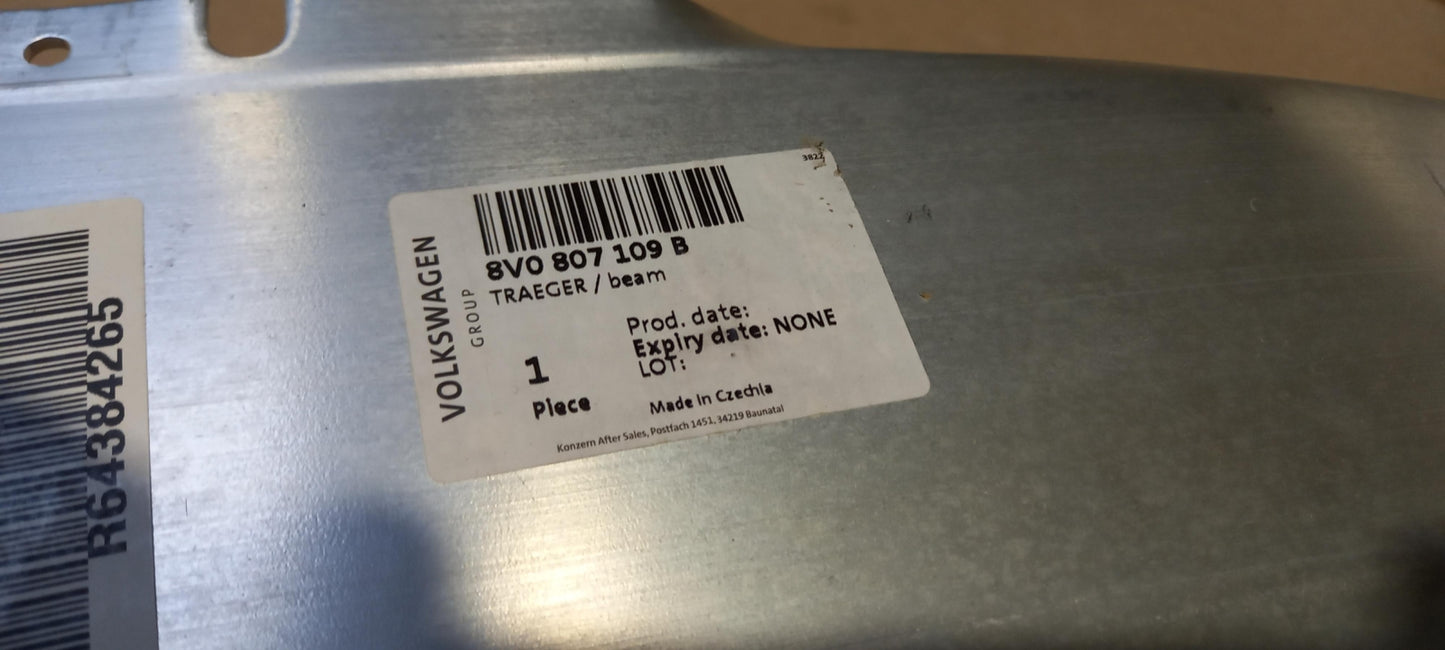 3822
VOLKSWAGEN
GROUP
8V0 807 109 B
TRAEGER / beam
Prod. date:
Expiry date: NONE
LOT:
1
Piece
Made in Czechia
Konzern After Sales, Postfach 1451, 34219 Baunatal
R64384265